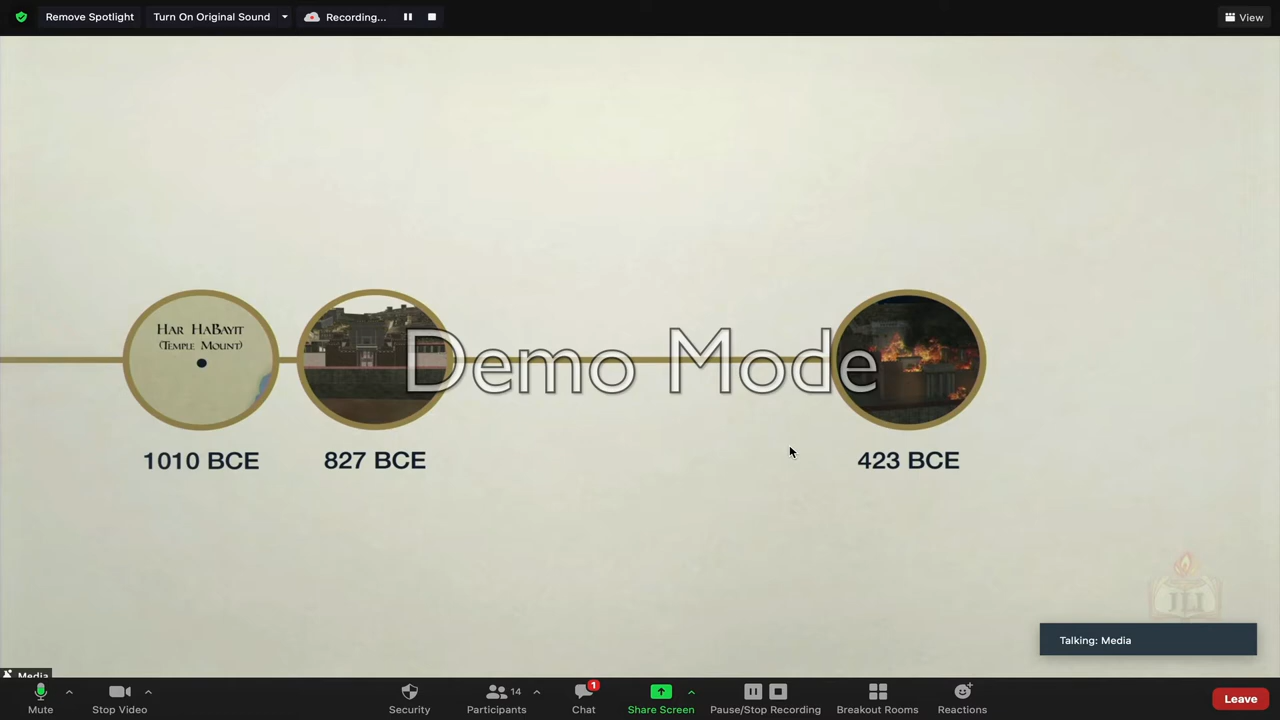 Remove Spotlight
Turn On Original Sound
Recording...
View
HAR HABAYIT
(TEMPLE MOUNT)
Demo Mode
1010 BCE
827 BCE
423 BCE
JLI
Talking: Media
Media
Mute
Stop Video
Security
14
Participants
1
Chat
Share Screen
Pause/Stop Recording
Breakout Rooms
Reactions
Leave